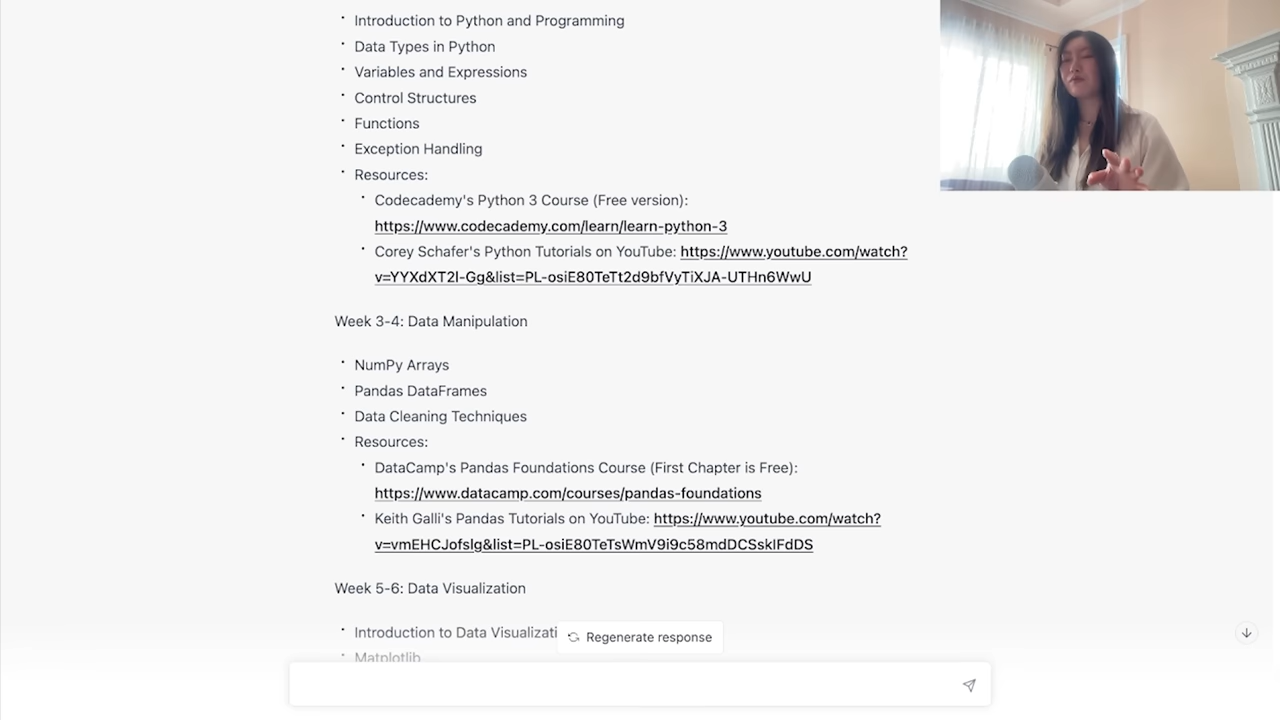 Introduction to Python and Programming
Data Types in Python
Variables and Expressions
Control Structures
Functions
Exception Handling
Resources:
Codecademy's Python 3 Course (Free version):
https://www.codecademy.com/learn/learn-python-3
Corey Schafer's Python Tutorials on YouTube: https://www.youtube.com/watch?
v=YYXdXT2l-Gg&list=PL-osiE80TeTt2d9bfVyTiXJA-UTHn6WwU
Week 3-4: Data Manipulation
NumPy Arrays
Pandas DataFrames
Data Cleaning Techniques
Resources:
DataCamp's Pandas Foundations Course (First Chapter is Free):
https://www.datacamp.com/courses/pandas-foundations
Keith Galli's Pandas Tutorials on YouTube: https://www.youtube.com/watch?
v=vmEHCJofslg&list=PL-osiE80TeTsWmV9i9c58mdDCSsklFdDS
Week 5-6: Data Visualization
Introduction to Data Visualizati
Regenerate response
Matplotlib